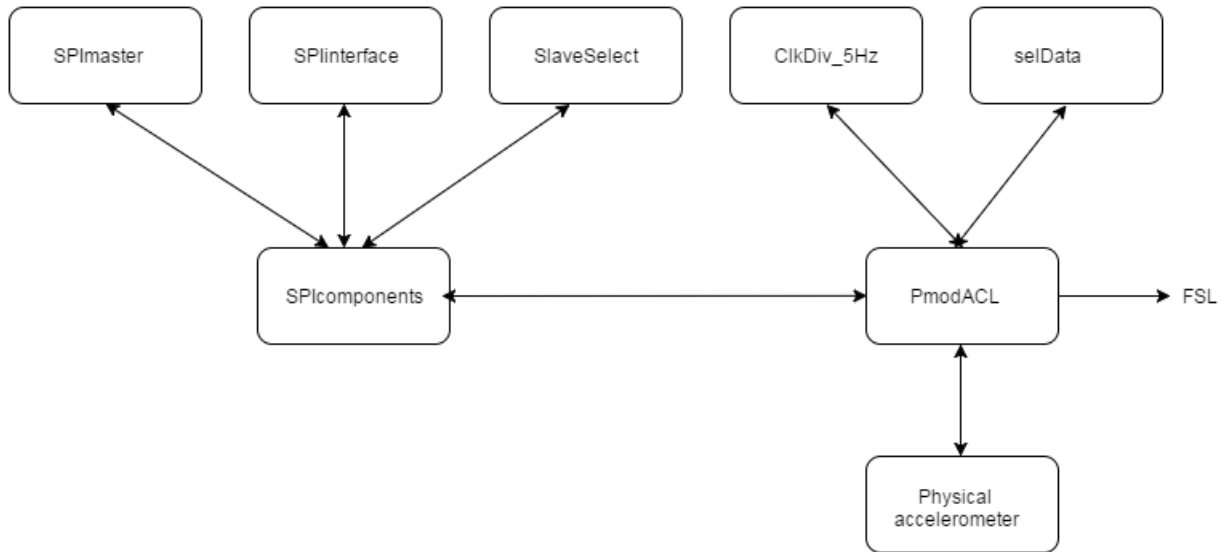 SPImaster
SPIinterface
SlaveSelect
ClkDiv_5Hz
selData
SPIcomponents
PmodACL
FSL
Physical
accelerometer